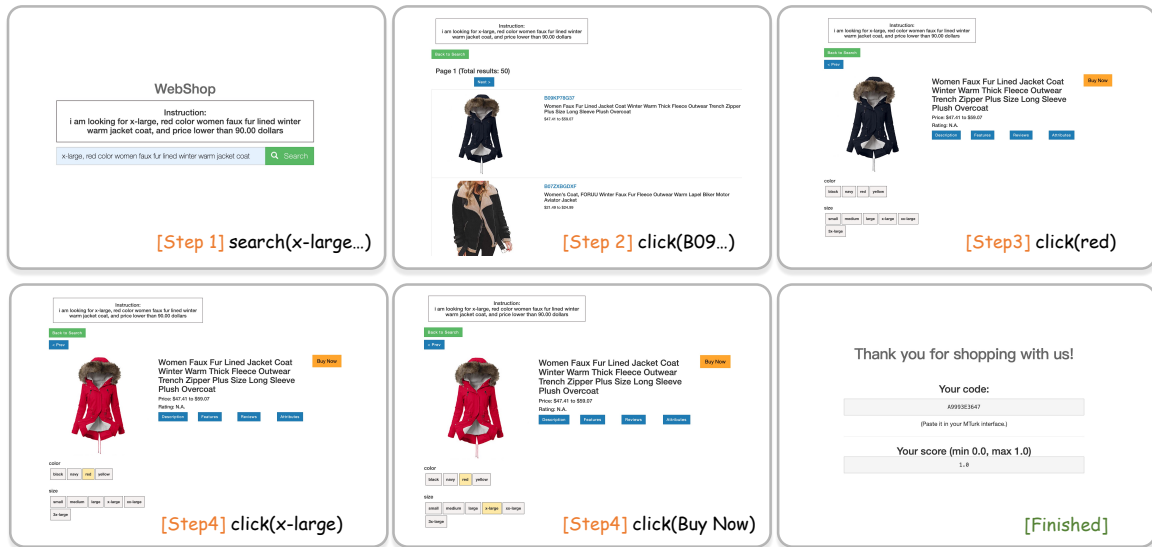 WebShop
Instruction:
i am looking for x-large, red color women faux fur lined winter
warm jacket coat, and price lower than 90.00 dollars
x-large, red color women faux fur lined winter warm jacket coat
Search
[Step 1] search(x-large...)
Instruction:
i am looking for x-large, red color women faux fur lined winter
warm jacket coat, and price lower than 90.00 dollars
Back to Search
Page 1 (Total results: 50)
Next >
B09KP78G37
Women Faux Fur Lined Jacket Coat Winter Warm Thick Fleece Outwear Trench Zipper
Plus Size Long Sleeve Plush Overcoat
$47.41 to $59.07
B07ZXBGDXF
Women's Coat, FORUU Winter Faux Fur Fleece Outwear Warm Lapel Biker Motor
Aviator Jacket
$21.49 to $24.99
[Step 2] click(B09...)
Instruction:
i am looking for x-large, red color women faux fur lined winter
warm jacket coat, and price lower than 90.00 dollars
Back to Search
< Prev
Women Faux Fur Lined Jacket Coat
Winter Warm Thick Fleece Outwear
Trench Zipper Plus Size Long Sleeve
Plush Overcoat
Buy Now
Price: $47.41 to $59.07
Rating: N.A.
Description Features Reviews Attributes
color
black navy red yellow
size
small medium large x-large xx-large
3x-large
[Step3] click(red)
Instruction:
i am looking for x-large, red color women faux fur lined winter
warm jacket coat, and price lower than 90.00 dollars
Back to Search
< Prev
Women Faux Fur Lined Jacket Coat
Winter Warm Thick Fleece Outwear
Trench Zipper Plus Size Long Sleeve
Plush Overcoat
Buy Now
Price: $47.41 to $59.07
Rating: N.A.
Description Features Reviews Attributes
color
black navy red yellow
size
small medium large x-large xx-large
3x-large
[Step4] click(x-large)
Instruction:
i am looking for x-large, red color women faux fur lined winter
warm jacket coat, and price lower than 90.00 dollars
Back to Search
< Prev
Women Faux Fur Lined Jacket Coat
Winter Warm Thick Fleece Outwear
Trench Zipper Plus Size Long Sleeve
Plush Overcoat
Buy Now
Price: $47.41 to $59.07
Rating: N.A.
Description Features Reviews Attributes
color
black navy red yellow
size
small medium large x-large xx-large
3x-large
[Step4] click(Buy Now)
Thank you for shopping with us!
Your code:
A9993E3647
(Paste it in your MTurk interface.)
Your score (min 0.0, max 1.0)
1.0
[Finished]